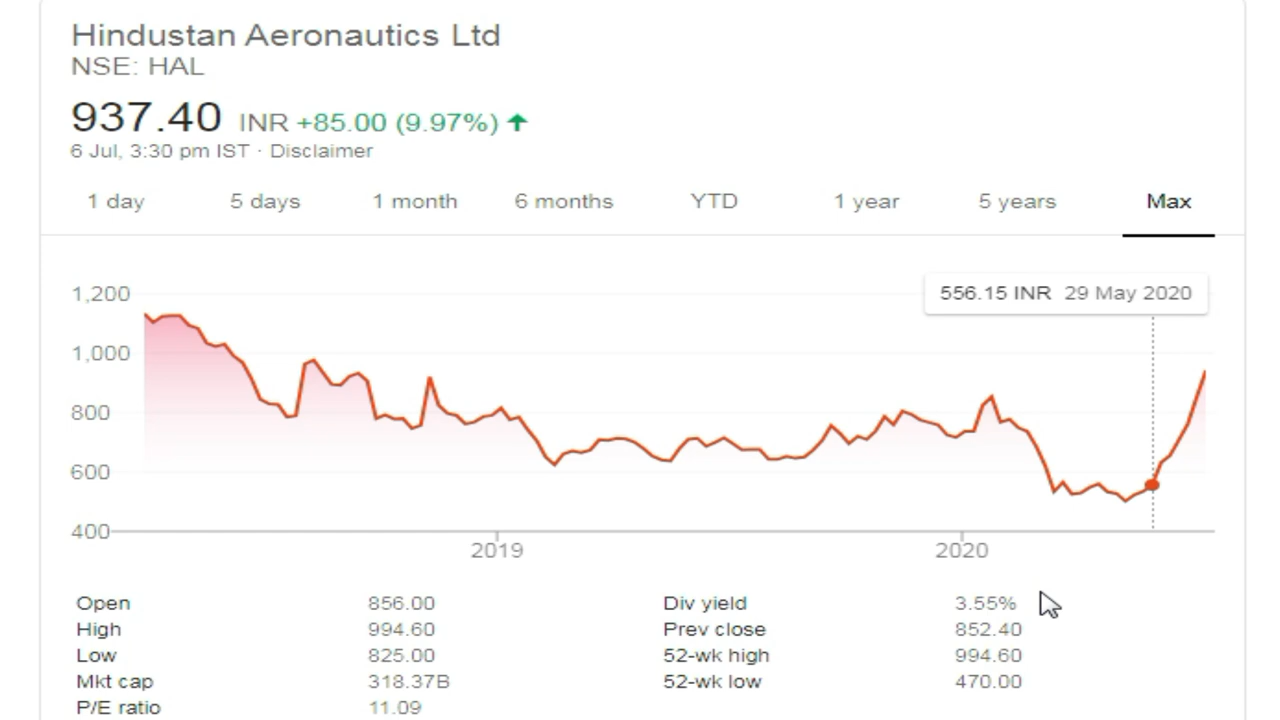 Hindustan Aeronautics Ltd
NSE: HAL
937.40 INR +85.00 (9.97%) ↑
6 Jul, 3:30 pm IST · Disclaimer
1 day 5 days 1 month 6 months YTD 1 year 5 years Max
556.15 INR 29 May 2020
1,200
1,000
800
600
400
2019 2020
Open 856.00 Div yield 3.55%
High 994.60 Prev close 852.40
Low 825.00 52-wk high 994.60
Mkt cap 318.37B 52-wk low 470.00
P/E ratio 11.09